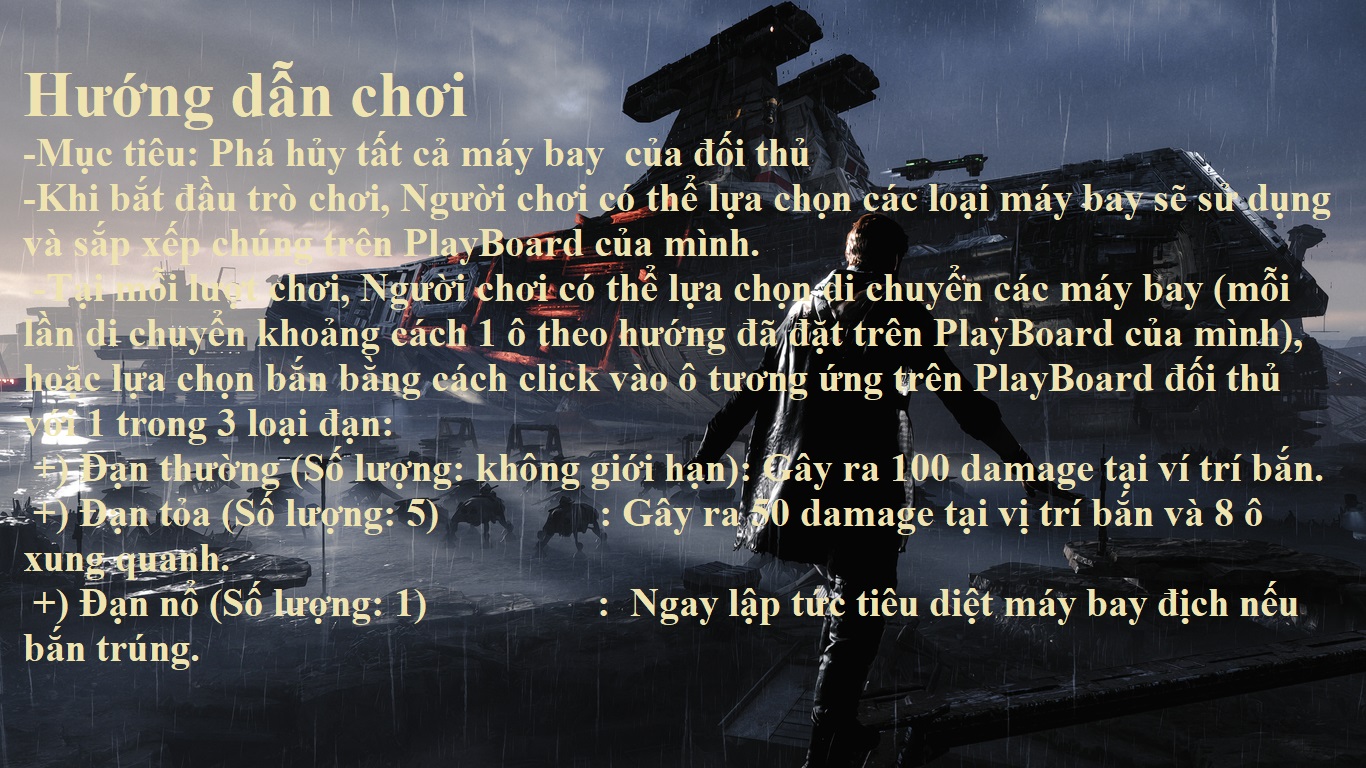 Hướng dẫn chơi
-Mục tiêu: Phá hủy tất cả máy bay  của đối thủ
-Khi bắt đầu trò chơi, Người chơi có thể lựa chọn các loại máy bay sẽ sử dụng
và sắp xếp chúng trên PlayBoard của mình.
-Tại mỗi lượt chơi, Người chơi có thể lựa chọn di chuyển các máy bay (mỗi
lần di chuyển khoảng cách 1 ô theo hướng đã đặt trên PlayBoard của mình),
hoặc lựa chọn bắn bằng cách click vào ô tương ứng trên PlayBoard đối thủ
với 1 trong 3 loại đạn:
+) Đạn thường (Số lượng: không giới hạn): Gây ra 100 damage tại ví trí bắn.
+) Đạn tỏa (Số lượng: 5) : Gây ra 50 damage tại vị trí bắn và 8 ô
xung quanh.
+) Đạn nổ (Số lượng: 1) : Ngay lập tức tiêu diệt máy bay địch nếu
bắn trúng.